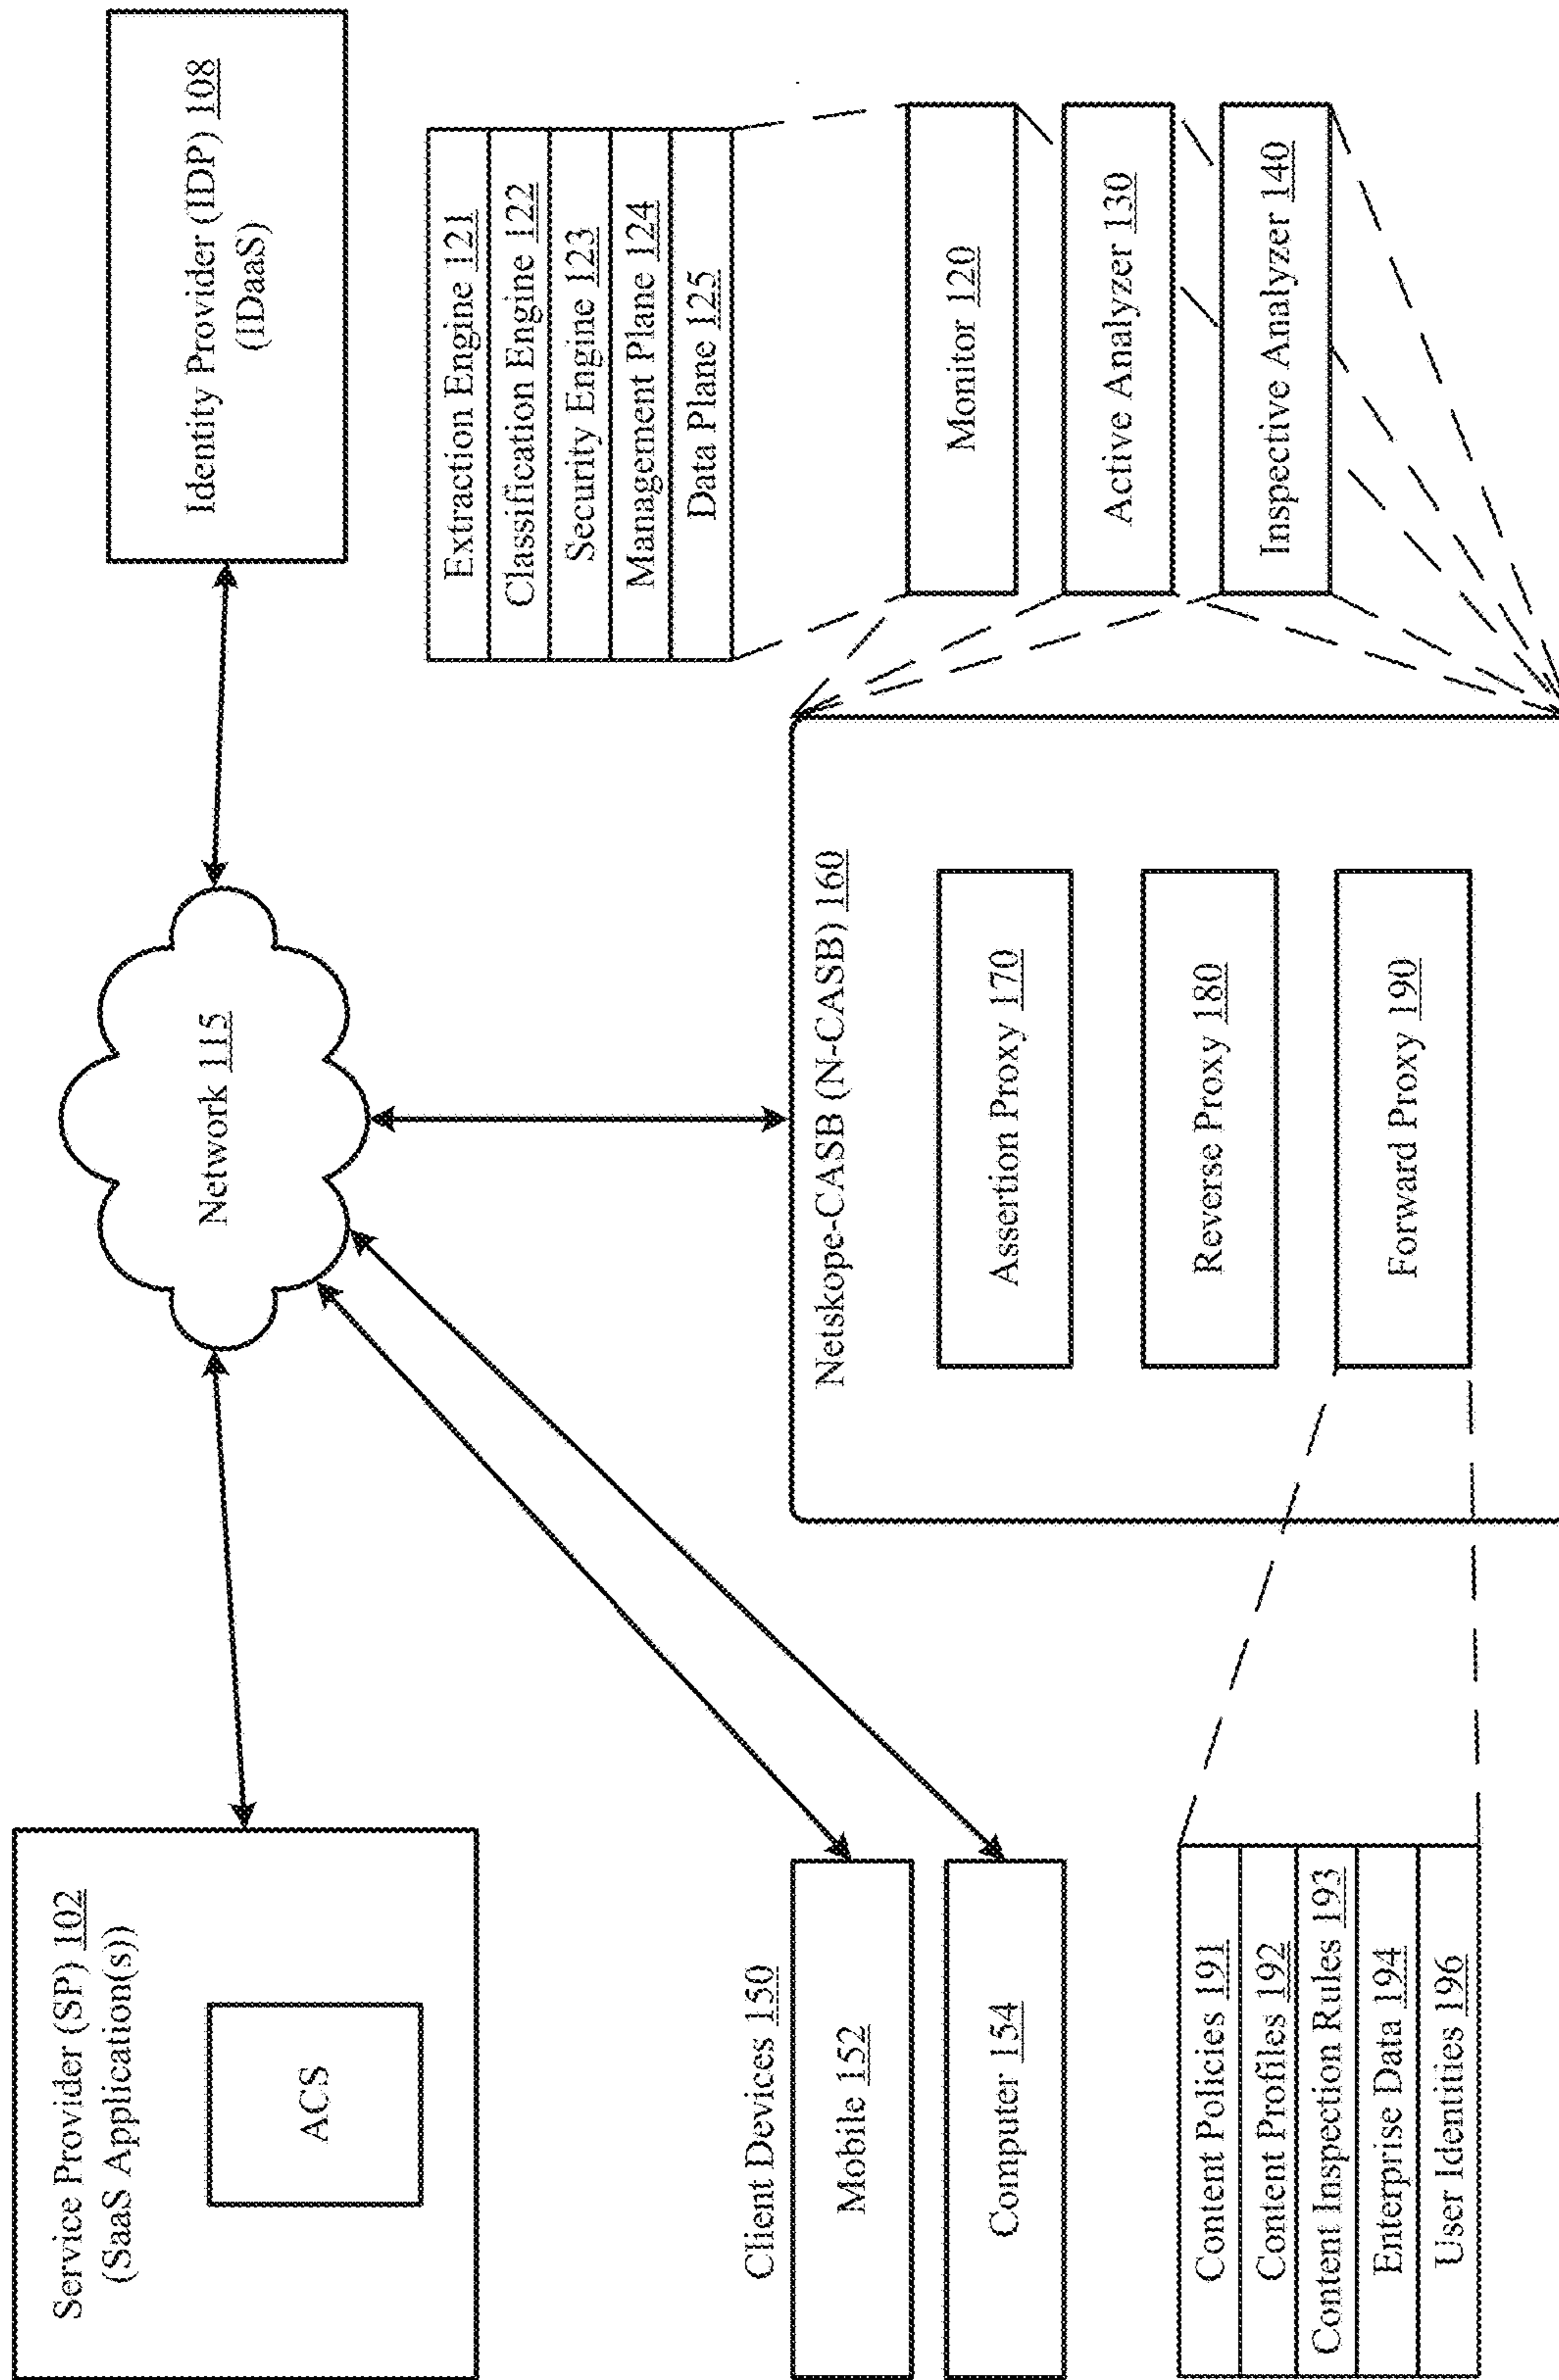 Service Provider (SP) 102
(SaaS Application(s))
ACS
Network 115
Identity Provider (IDP) 108
(IDaaS)
Client Devices 150
Mobile 152
Computer 154
Content Policies 191
Content Profiles 192
Content Inspection Rules 193
Enterprise Data 194
User Identities 196
Netskope-CASB (N-CASB) 160
Assertion Proxy 170
Reverse Proxy 180
Forward Proxy 190
Extraction Engine 121
Classification Engine 122
Security Engine 123
Management Plane 124
Data Plane 125
Monitor 120
Active Analyzer 130
Inspective Analyzer 140